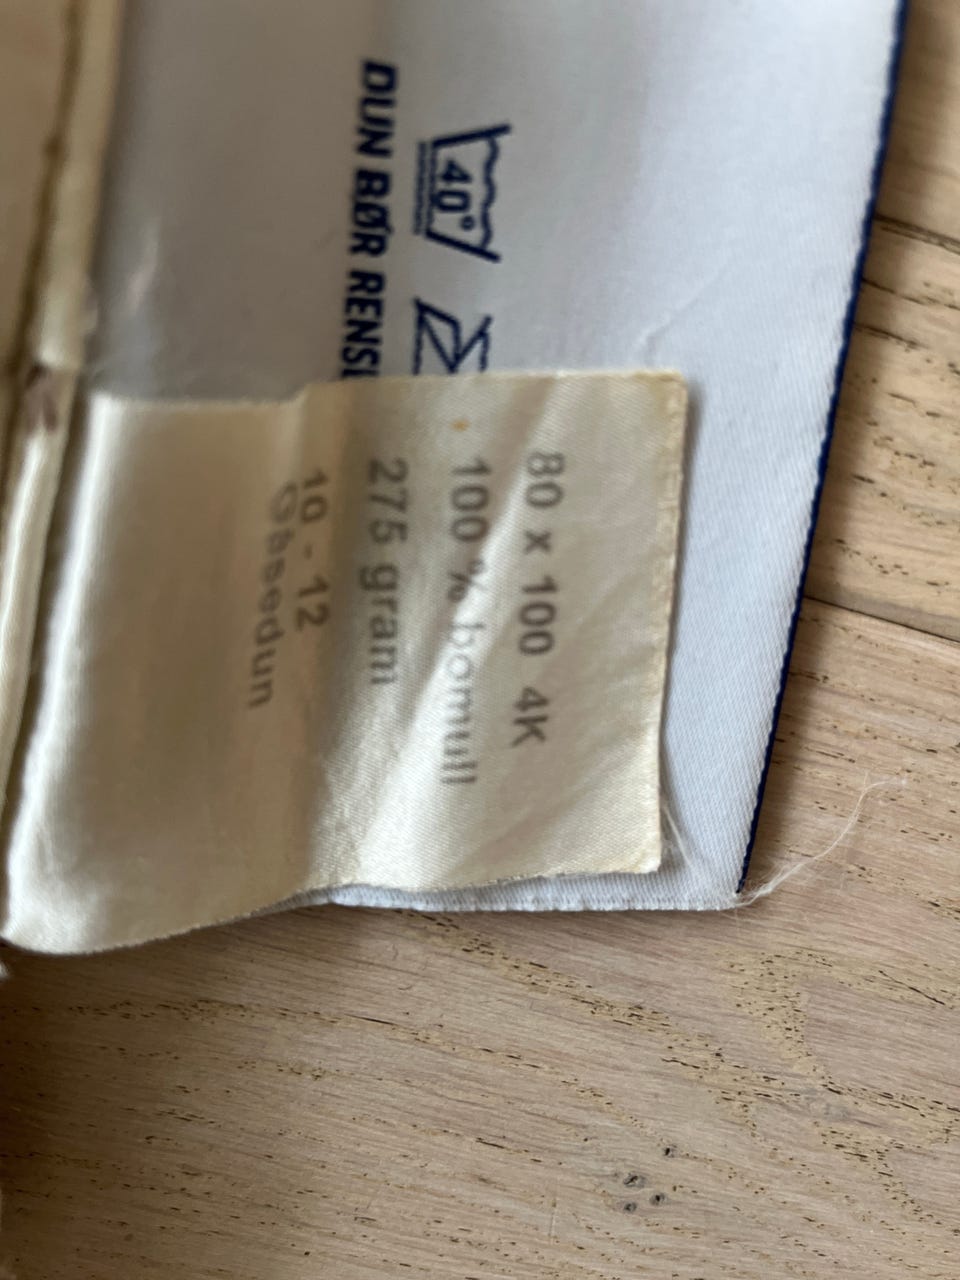 40°
DUN BØR RENS
80 x 100 4K
100 % bomull
275 gram
10 - 12
Gåsedun